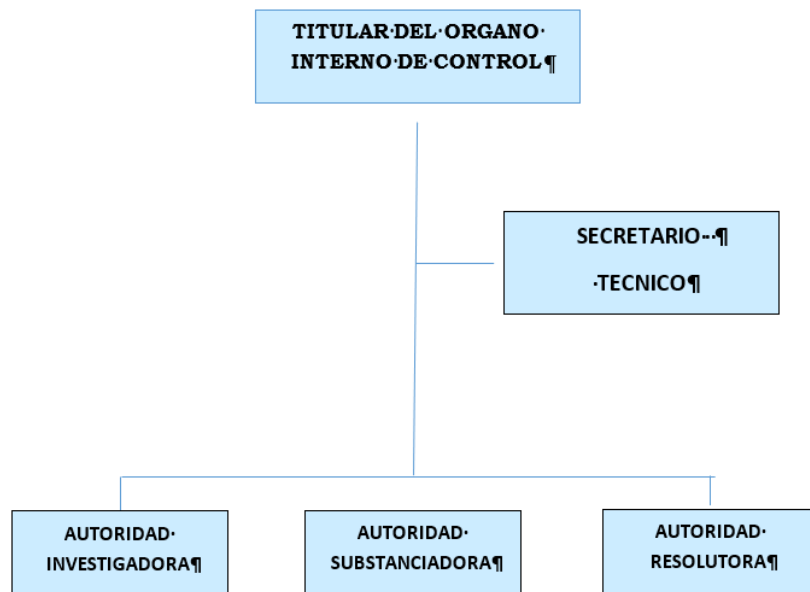 TITULAR·DEL·ORGANO·
INTERNO·DE·CONTROL¶
SECRETARIO··¶
·TECNICO¶
AUTORIDAD·
INVESTIGADORA¶
AUTORIDAD·
SUBSTANCIADORA¶
AUTORIDAD·
RESOLUTORA¶